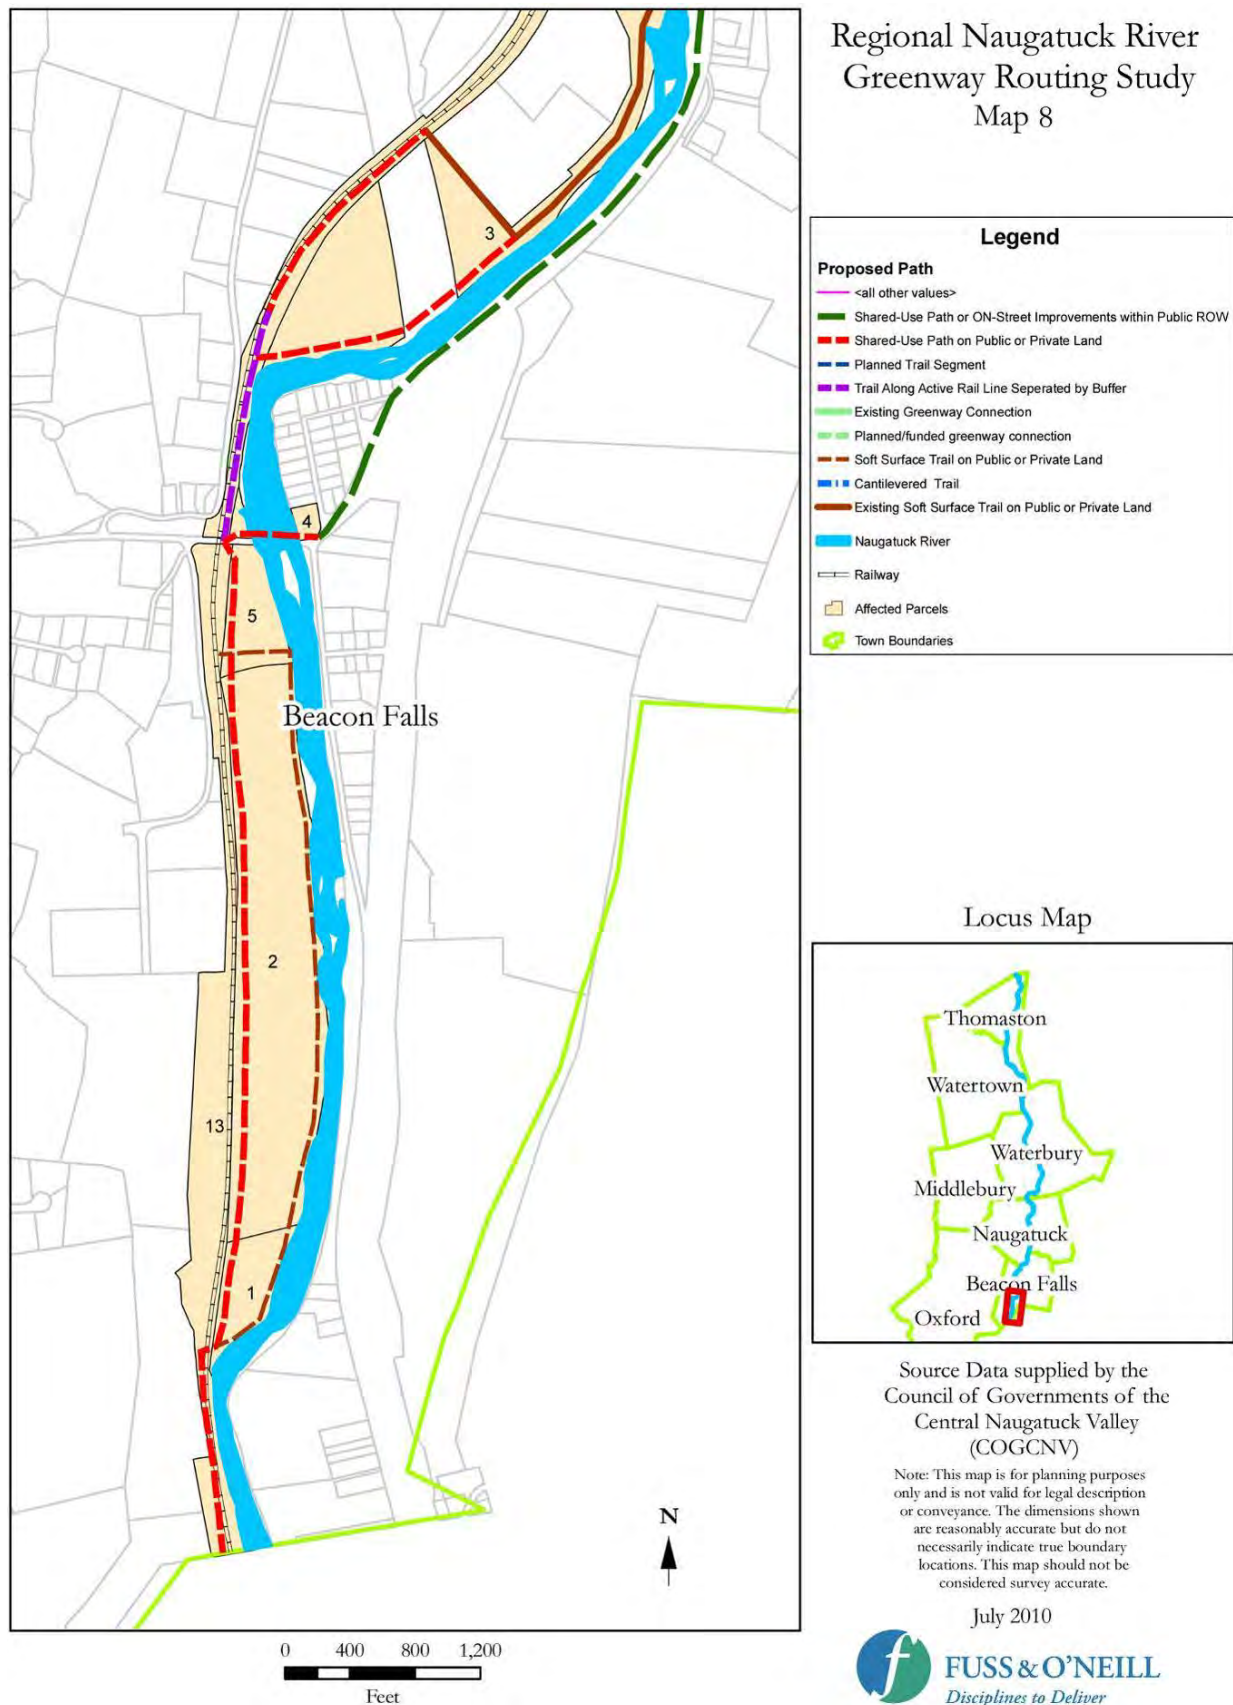 Regional Naugatuck River
Greenway Routing Study
Map 8
Legend
Proposed Path
<all other values>
Shared-Use Path or ON-Street Improvements within Public ROW
Shared-Use Path on Public or Private Land
Planned Trail Segment
Trail Along Active Rail Line Seperated by Buffer
Existing Greenway Connection
Planned/funded greenway connection
Soft Surface Trail on Public or Private Land
Cantilevered Trail
Existing Soft Surface Trail on Public or Private Land
Naugatuck River
Railway
Affected Parcels
Town Boundaries
3
4
5
Beacon Falls
2
13
1
N
0 400 800 1,200
Feet
Locus Map
Thomaston
Watertown
Waterbury
Middlebury
Naugatuck
Beacon Falls
Oxford
Source Data supplied by the
Council of Governments of the
Central Naugatuck Valley
(COGCNV)
Note: This map is for planning purposes
only and is not valid for legal description
or conveyance. The dimensions shown
are reasonably accurate but do not
necessarily indicate true boundary
locations. This map should not be
considered survey accurate.
July 2010
FUSS & O'NEILL
Disciplines to Deliver